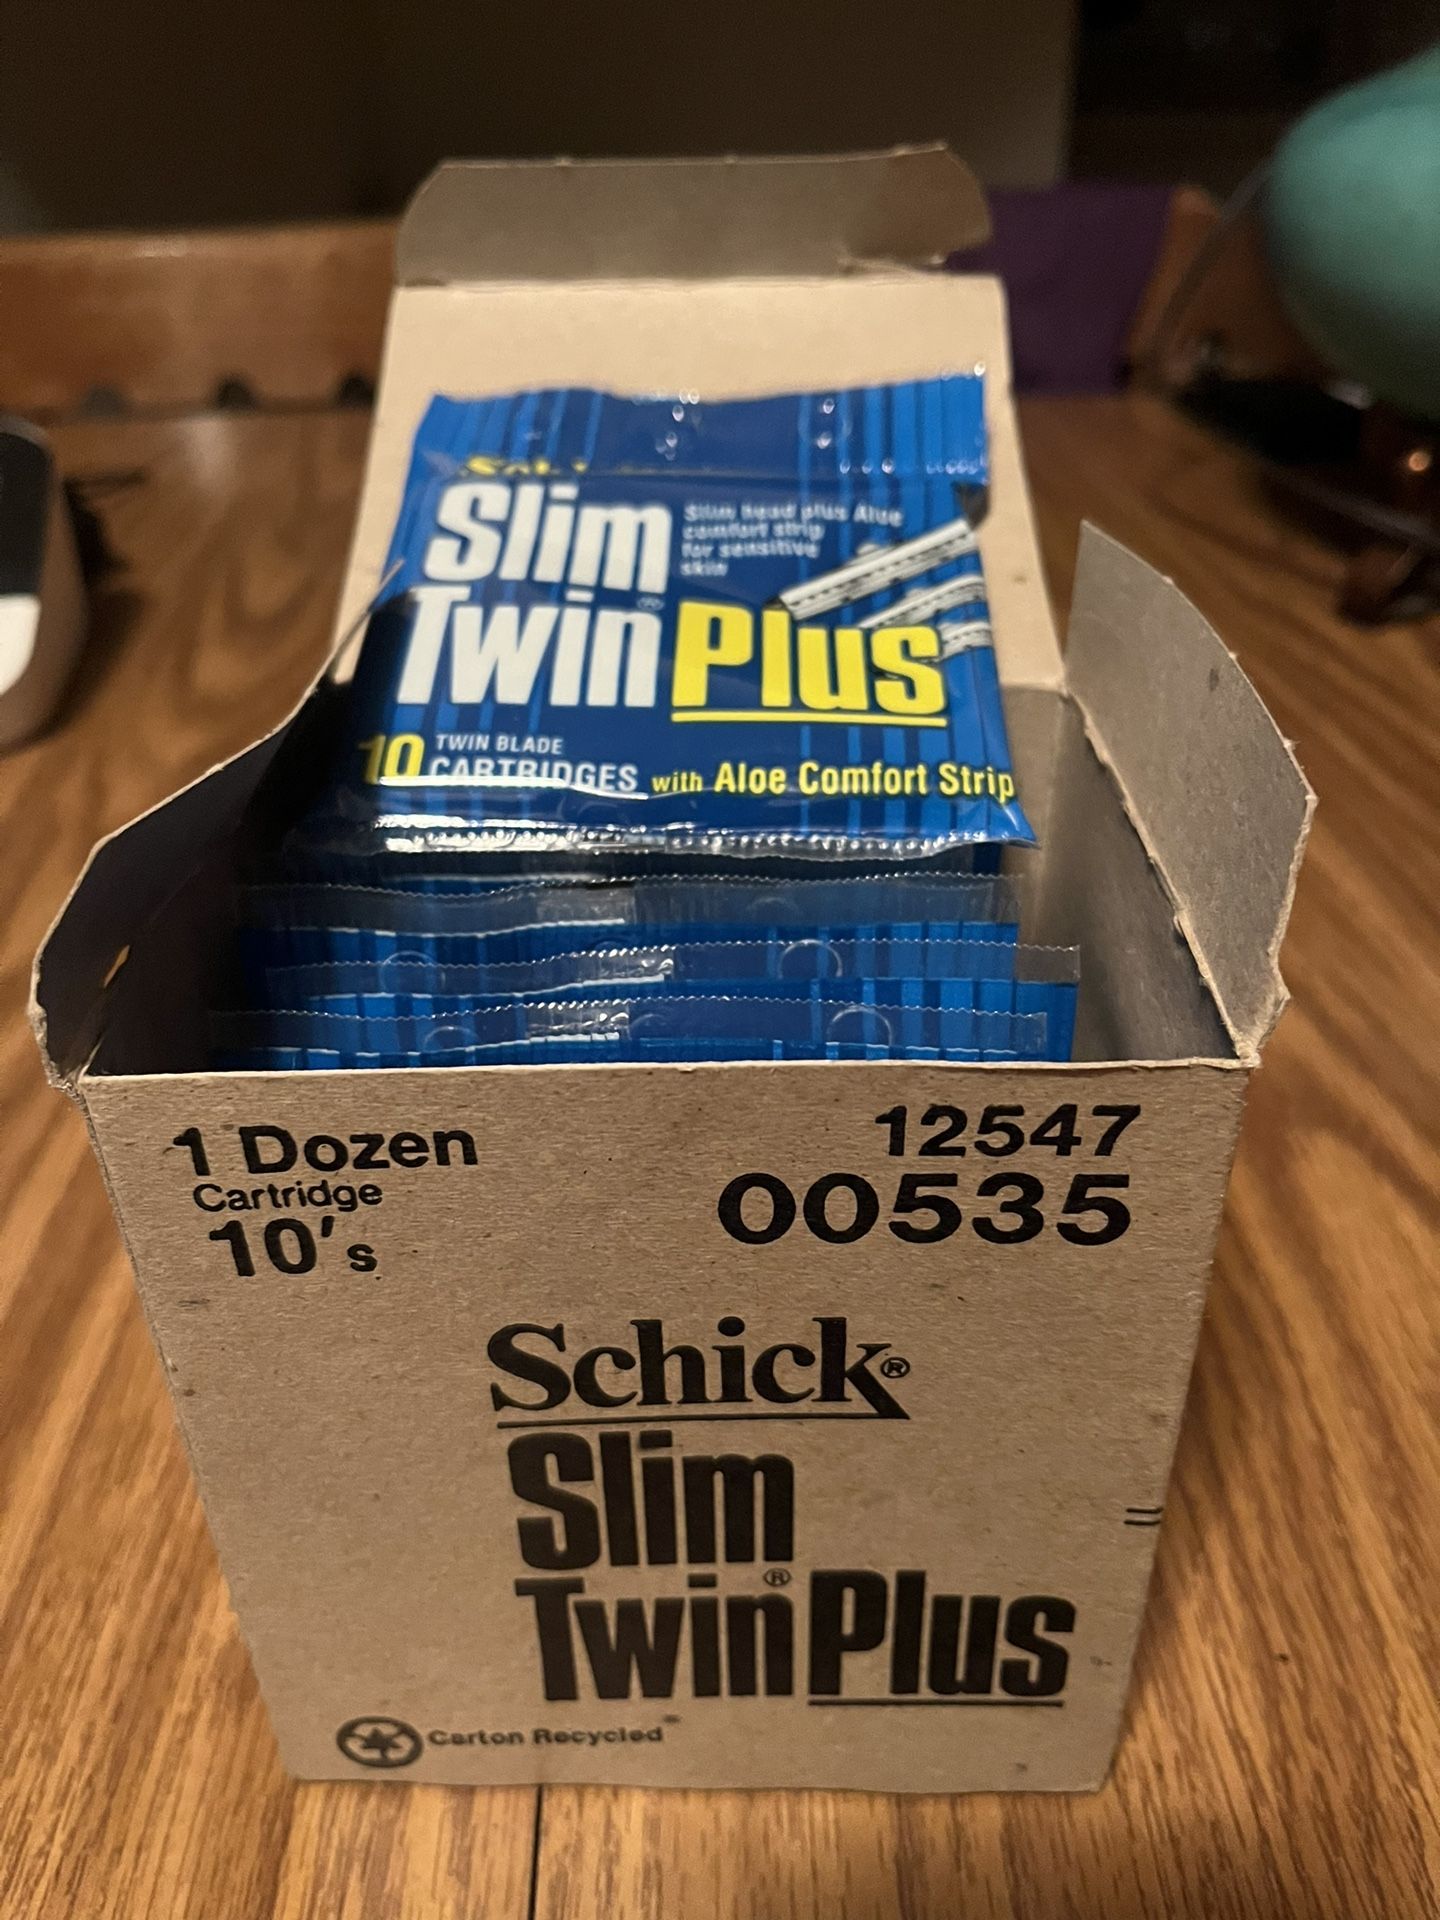 Slim
Twin® Plus
Slim head plus Aloe
comfort strip
for sensitive
skin
10 TWIN BLADE
CARTRIDGES with Aloe Comfort Strip
1 Dozen
Cartridge
10's
12547
00535
Schick®
Slim
Twin® Plus
Carton Recycled™